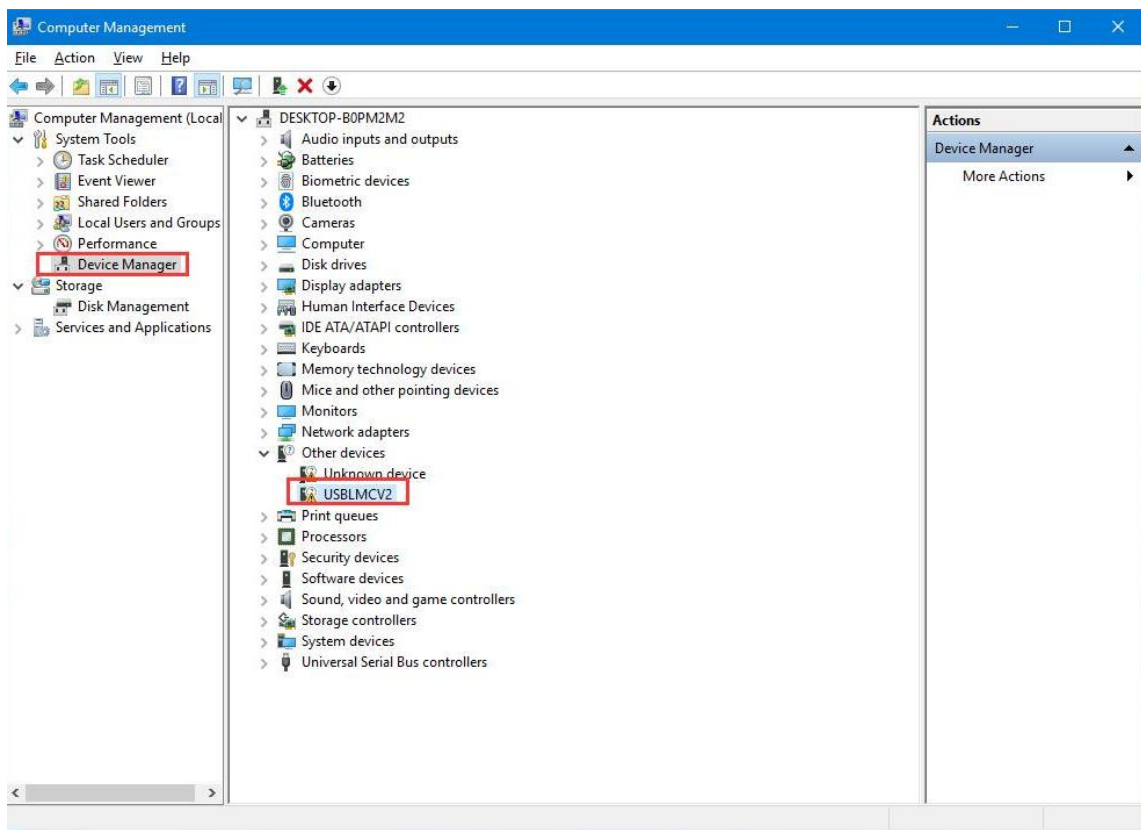 Computer Management
File Action View Help
Computer Management (Local
System Tools
Task Scheduler
Event Viewer
Shared Folders
Local Users and Groups
Performance
Device Manager
Storage
Disk Management
Services and Applications
DESKTOP-B0PM2M2
Audio inputs and outputs
Batteries
Biometric devices
Bluetooth
Cameras
Computer
Disk drives
Display adapters
Human Interface Devices
IDE ATA/ATAPI controllers
Keyboards
Memory technology devices
Mice and other pointing devices
Monitors
Network adapters
Other devices
Unknown device
USBLMCV2
Print queues
Processors
Security devices
Software devices
Sound, video and game controllers
Storage controllers
System devices
Universal Serial Bus controllers
Actions
Device Manager
More Actions